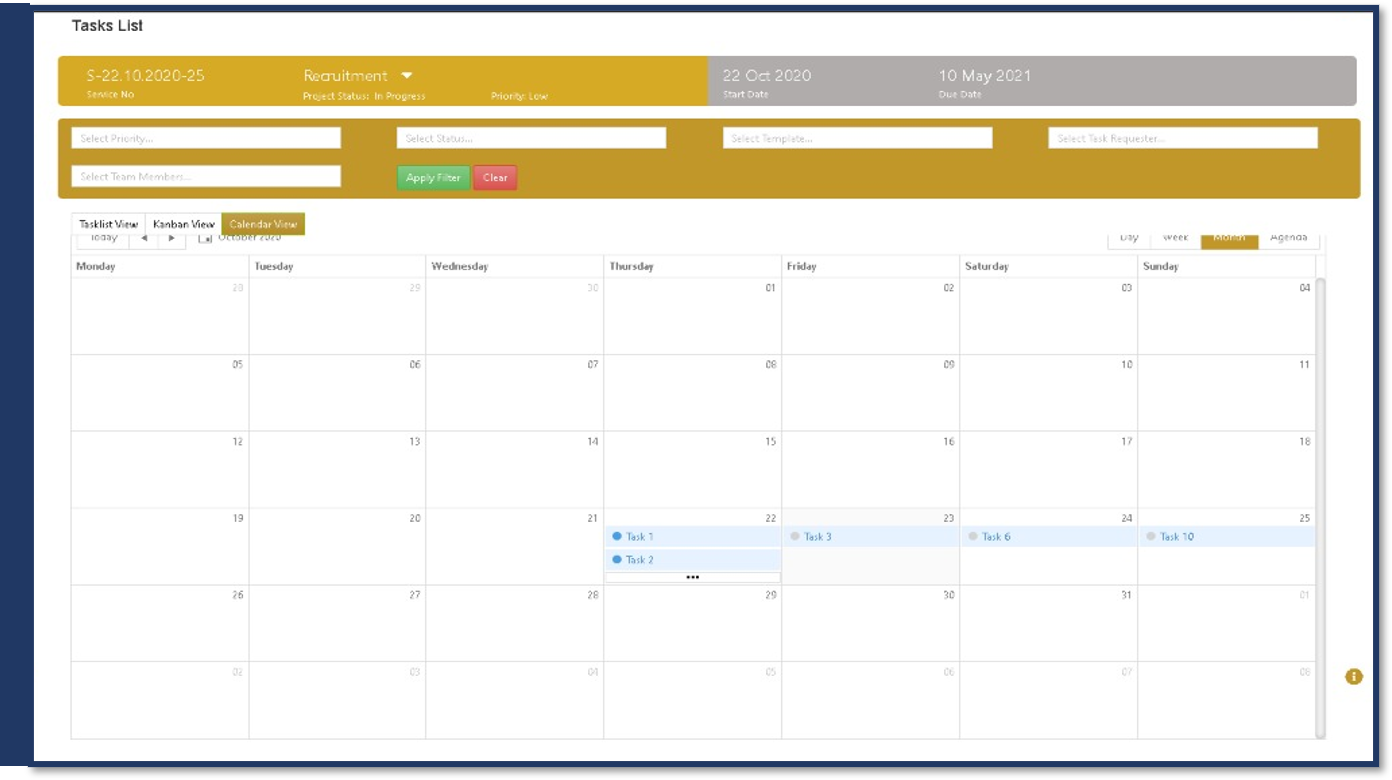 Tasks List
S-22.10.2020-25 Recruitment 22 Oct 2020 10 May 2021
Service No Project Status: In Progress Priority: Low Start Date Due Date
Select Priority... Select Status... Select Template... Select Task Requester...
Select Team Members... Apply Filter Clear
Tasklist View Kanban View Calendar View
Today October 2020 Day Week Month Agenda
Monday Tuesday Wednesday Thursday Friday Saturday Sunday
28 29 30 01 02 03 04
05 06 07 08 09 10 11
12 13 14 15 16 17 18
19 20 21 22 23 24 25
Task 1 Task 3 Task 6 Task 10
Task 2
•••
26 27 28 29 30 31 01
02 03 04 05 06 07 08